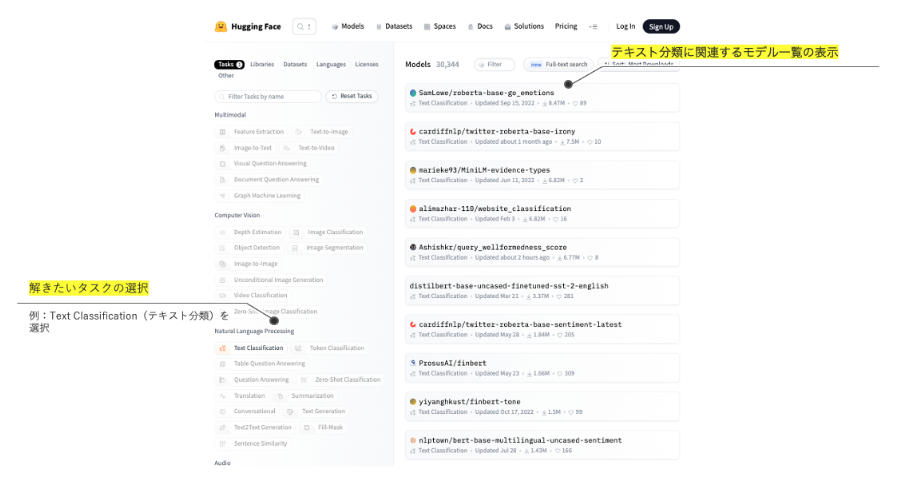 Hugging Face
Models
Datasets
Spaces
Docs
Solutions
Pricing
Log In
Sign Up
テキスト分類に関連するモデル一覧の表示
Tasks 1
Libraries
Datasets
Languages
Licenses
Other
Filter Tasks by name
Reset Tasks
Multimodal
Feature Extraction
Text-to-Image
Image-to-Text
Text-to-Video
Visual Question Answering
Document Question Answering
Graph Machine Learning
Computer Vision
Depth Estimation
Image Classification
Object Detection
Image Segmentation
Image-to-Image
Unconditional Image Generation
Video Classification
Zero-Shot Image Classification
解きたいタスクの選択
例：Text Classification（テキスト分類）を
選択
Natural Language Processing
Text Classification
Token Classification
Table Question Answering
Question Answering
Zero-Shot Classification
Translation
Summarization
Conversational
Text Generation
Text2Text Generation
Fill-Mask
Sentence Similarity
Audio
Models 30,344
Filter
new Full-text search
Sort: Most Downloads
SamLowe/roberta-base-go_emotions
Text Classification • Updated Sep 15, 2022 • 8.47M • 89
cardiffnlp/twitter-roberta-base-irony
Text Classification • Updated about 1 month ago • 7.5M • 10
marieke93/MiniLM-evidence-types
Text Classification • Updated Jun 11, 2022 • 6.82M • 2
alimazhar-110/website_classification
Text Classification • Updated Feb 3 • 6.82M • 16
Ashishkr/query_wellformedness_score
Text Classification • Updated about 2 hours ago • 6.77M • 8
distilbert-base-uncased-finetuned-sst-2-english
Text Classification • Updated Mar 21 • 3.37M • 281
cardiffnlp/twitter-roberta-base-sentiment-latest
Text Classification • Updated May 28 • 1.84M • 205
ProsusAI/finbert
Text Classification • Updated May 23 • 1.66M • 309
yiyanghkust/finbert-tone
Text Classification • Updated Oct 17, 2022 • 1.5M • 99
nlptown/bert-base-multilingual-uncased-sentiment
Text Classification • Updated Jul 28 • 1.43M • 166